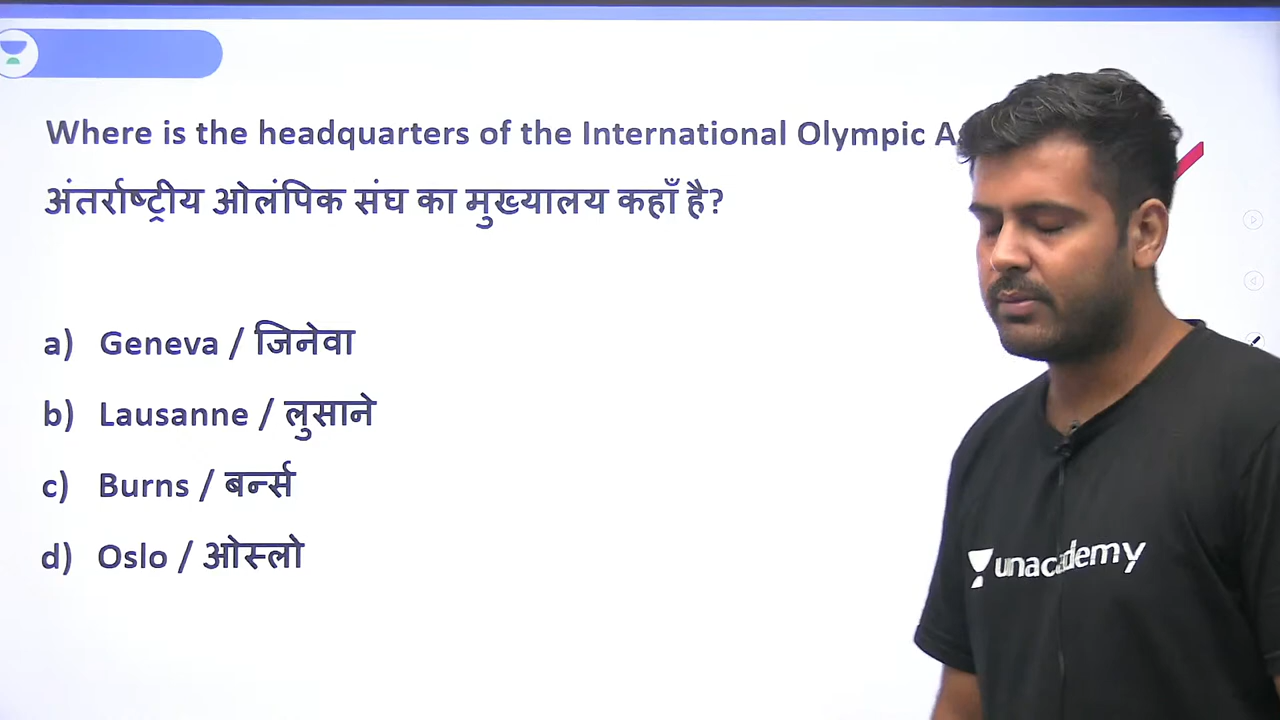 Where is the headquarters of the International Olympic
अंतर्राष्ट्रीय ओलंपिक संघ का मुख्यालय कहाँ है?
a) Geneva / जिनेवा
b) Lausanne / लुसाने
c) Burns / बर्न्स
d) Oslo / ओस्लो
unacademy